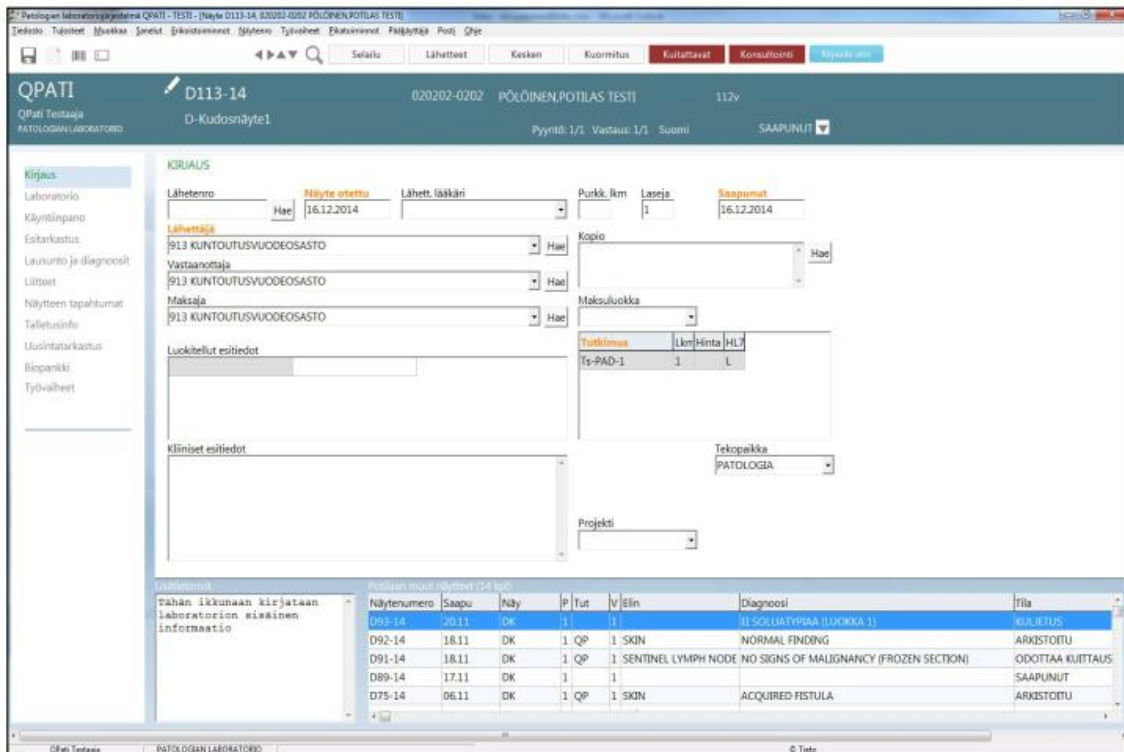 Patologian laboratoriojärjestelmä QPATI - TESTI - [Näyte D113-14, 020202-0202 PÖLÖINEN,POTILAS TESTI]
Tiedosto Tulosteet Muokkaa Sanelut Erikoistoiminnot Näytenro Työvaiheet Pikatoiminnot Pääkäyttäjä Posti Ohje
Selailu Lähetteet Kesken Kuormitus Kuitattavat Konsultointi
QPATI
QPati Testaaja
PATOLOGIAN LABORATORIO
D113-14 020202-0202 PÖLÖINEN,POTILAS TESTI 112v
D-Kudosnäyte1
Pyyntö: 1/1 Vastaus: 1/1 Suomi SAAPUNUT
Kirjaus
Laboratorio
Käyntiinpano
Esitarkastus
Lausunto ja diagnoosit
Liitteet
Näytteen tapahtumat
Talletusinfo
Uusintatarkastus
Biopankki
Työvaiheet
KIRJAUS
Lähetenro Näyte otettu Lähett. lääkäri Purkk. lkm Laseja Saapunut
Hae 16.12.2014 1 16.12.2014
Lähettäjä
913 KUNTOUTUSVUODEOSASTO Hae
Kopio
Hae
Vastaanottaja
913 KUNTOUTUSVUODEOSASTO Hae
Maksaja
913 KUNTOUTUSVUODEOSASTO Hae
Maksuluokka
Luokitellut esitiedot
Tutkimus Lkm Hinta HL7
Ts-PAD-1 1 L
Kliiniset esitiedot
Tekopaikka
PATOLOGIA
Projekti
Lisätietorivit
Tähän ikkunaan kirjataan
laboratorion sisäinen
informaatio
Potilaan muut näytteet (14 kpl)
Näytenumero Saapu Näy P Tut V Elin Diagnoosi Tila
D93-14 20.11 DK 1 1 EI SOLUATYPIAA (LUOKKA 1) KULJETUS
D92-14 18.11 DK 1 QP 1 SKIN NORMAL FINDING ARKISTOITU
D91-14 18.11 DK 1 QP 1 SENTINEL LYMPH NODE NO SIGNS OF MALIGNANCY (FROZEN SECTION) ODOTTAA KUITTAUS
D89-14 17.11 DK 1 1 SAAPUNUT
D75-14 06.11 DK 1 QP 1 SKIN ACQUIRED FISTULA ARKISTOITU
QPati Testaaja PATOLOGIAN LABORATORIO © Tieto